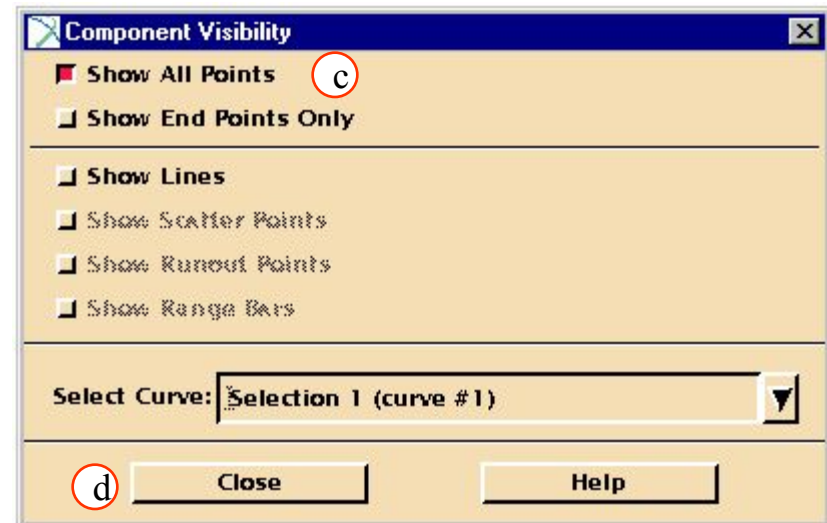 Component Visibility
Show All Points c
Show End Points Only
Show Lines
Show Scatter Points
Show Runout Points
Show Range Bars
Select Curve: Selection 1 (curve #1)
d Close Help